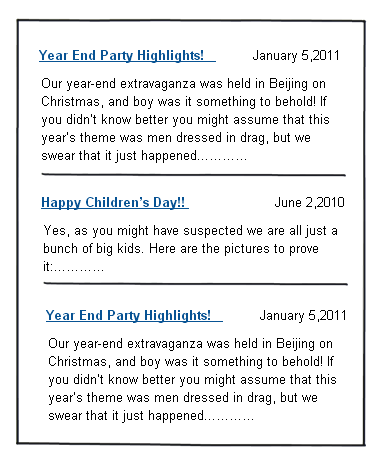 Year End Party Highlights! January 5,2011
Our year-end extravaganza was held in Beijing on
Christmas, and boy was it something to behold! If
you didn't know better you might assume that this
year's theme was men dressed in drag, but we
swear that it just happened…………
Happy Children's Day!! June 2,2010
Yes, as you might have suspected we are all just a
bunch of big kids. Here are the pictures to prove
it:…………
Year End Party Highlights! January 5,2011
Our year-end extravaganza was held in Beijing on
Christmas, and boy was it something to behold! If
you didn't know better you might assume that this
year's theme was men dressed in drag, but we
swear that it just happened…………